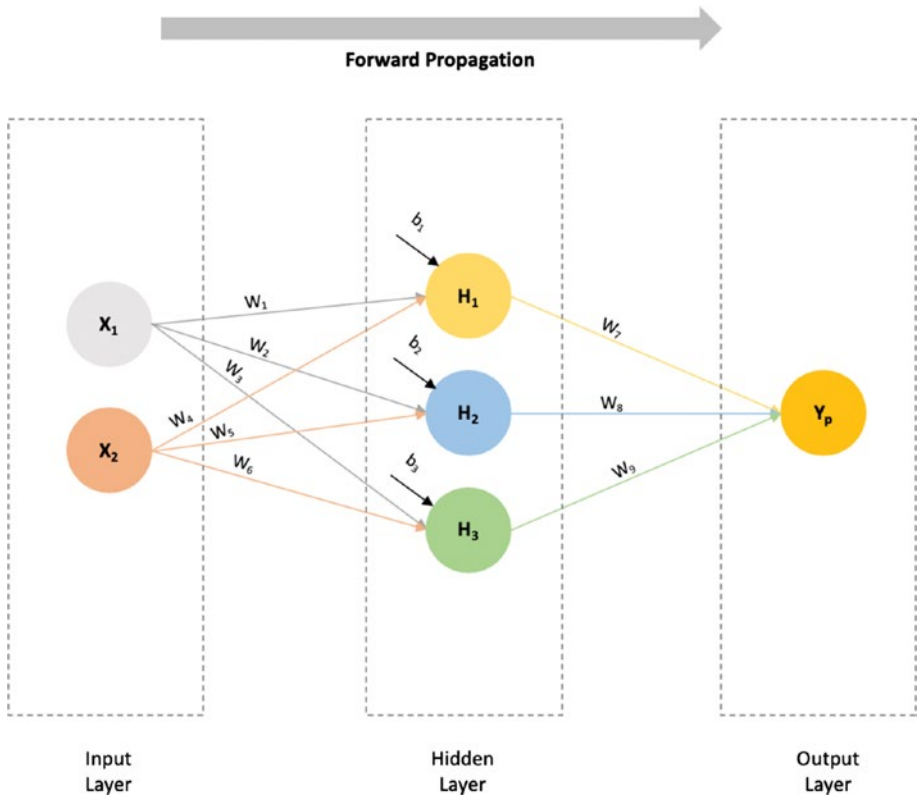 Forward Propagation
b₁
W₁
H₁
X₁
W₂
W₃
b₂
W₇
W₄
W₅
H₂
W₈
Yₚ
X₂
W₆
b₃
W₉
H₃
Input
Layer
Hidden
Layer
Output
Layer